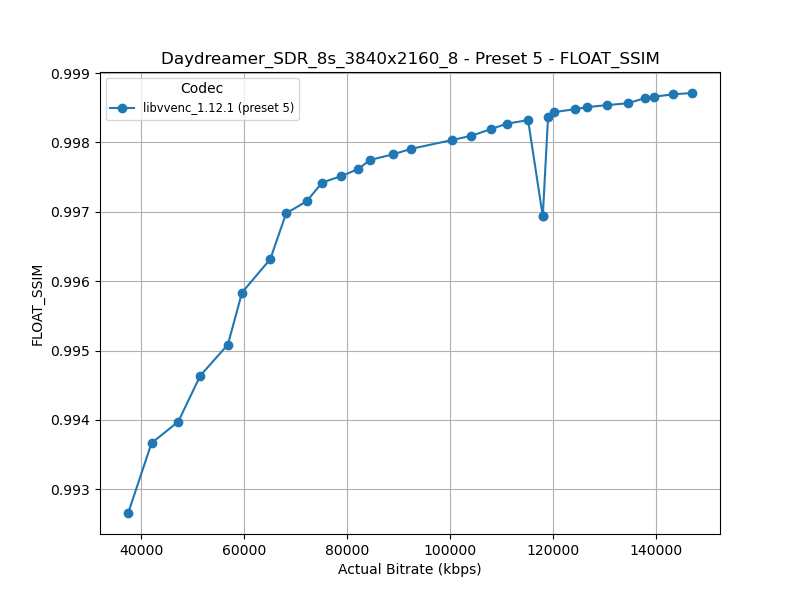 Daydreamer_SDR_8s_3840x2160_8 - Preset 5 - FLOAT_SSIM
Codec
libvvenc_1.12.1 (preset 5)
0.999
0.998
0.997
0.996
0.995
0.994
0.993
FLOAT_SSIM
40000 60000 80000 100000 120000 140000
Actual Bitrate (kbps)